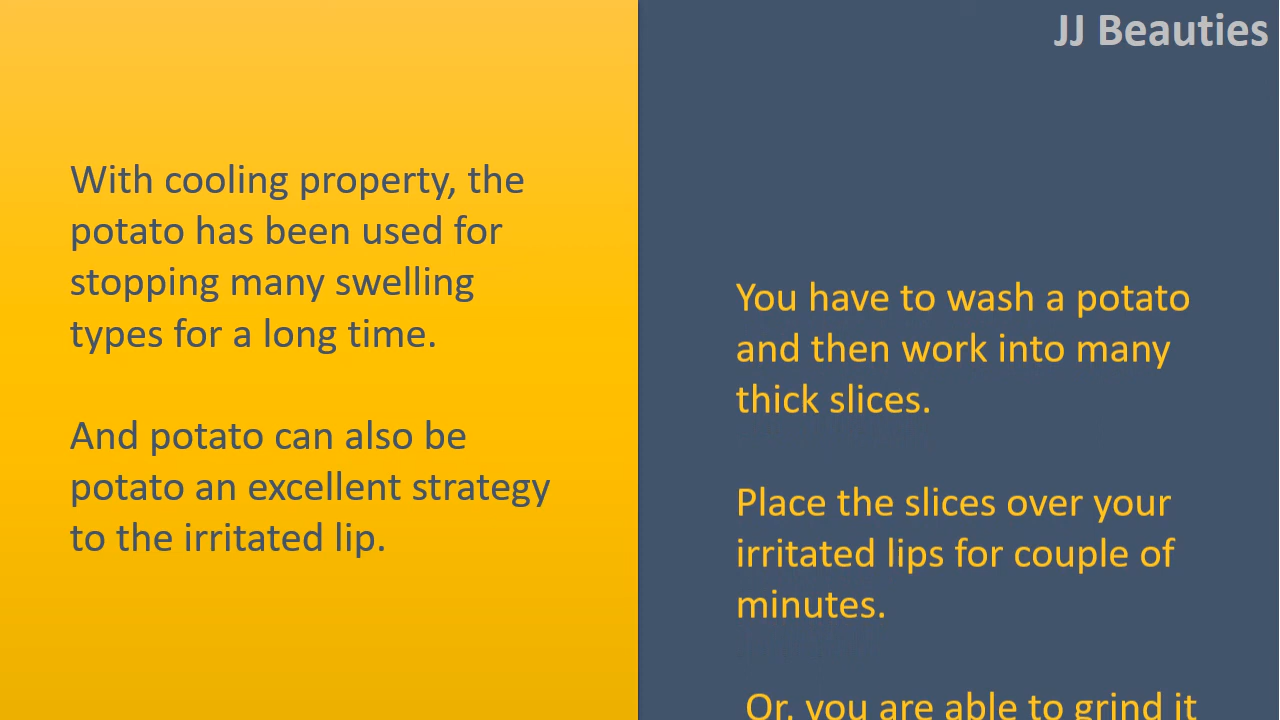 JJ Beauties
With cooling property, the
potato has been used for
stopping many swelling
types for a long time.
And potato can also be
potato an excellent strategy
to the irritated lip.
You have to wash a potato
and then work into many
thick slices.
Place the slices over your
irritated lips for couple of
minutes.
Or, you are able to grind it